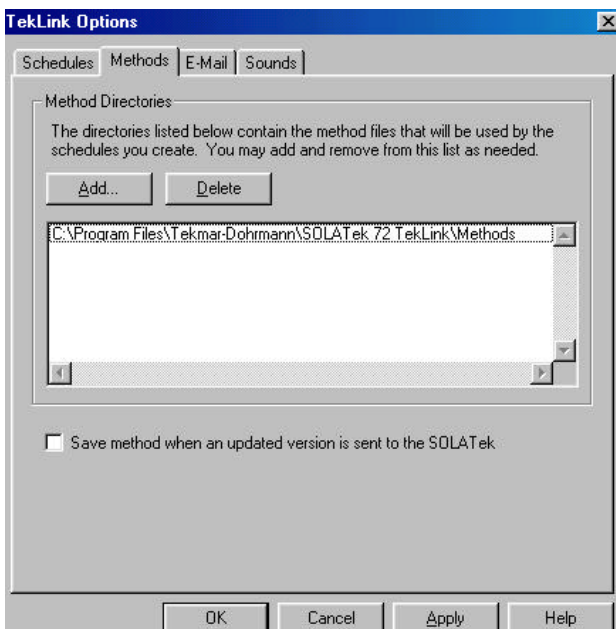 TekLink Options
Schedules Methods E-Mail Sounds
Method Directories
The directories listed below contain the method files that will be used by the
schedules you create. You may add and remove from this list as needed.
Add... Delete
C:\Program Files\Tekmar-Dohrmann\SOLATek 72 TekLink\Methods
Save method when an updated version is sent to the SOLATek
OK Cancel Apply Help